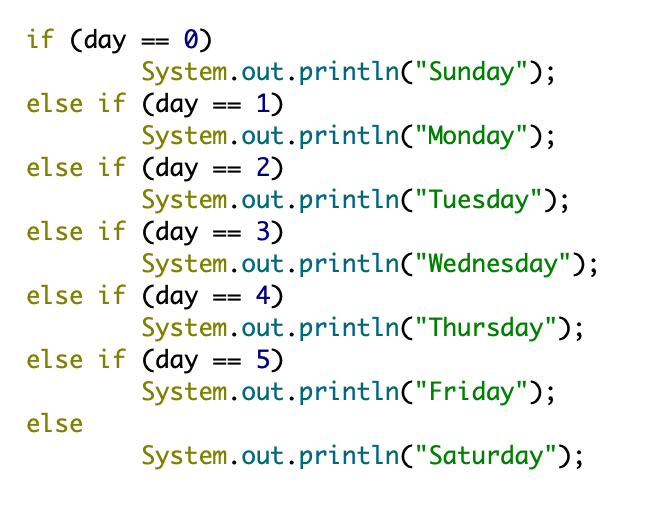 if (day == 0)
        System.out.println("Sunday");
else if (day == 1)
        System.out.println("Monday");
else if (day == 2)
        System.out.println("Tuesday");
else if (day == 3)
        System.out.println("Wednesday");
else if (day == 4)
        System.out.println("Thursday");
else if (day == 5)
        System.out.println("Friday");
else
        System.out.println("Saturday");